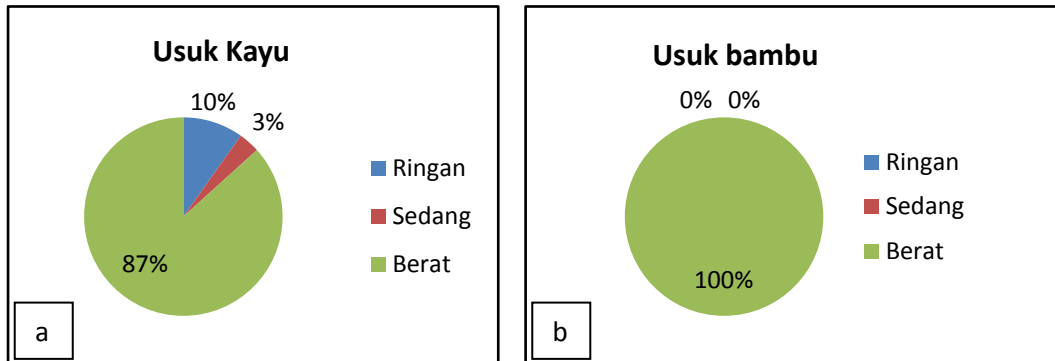 Usuk Kayu
10%
3%
87%
Ringan
Sedang
Berat
a
Usuk bambu
0% 0%
100%
Ringan
Sedang
Berat
b